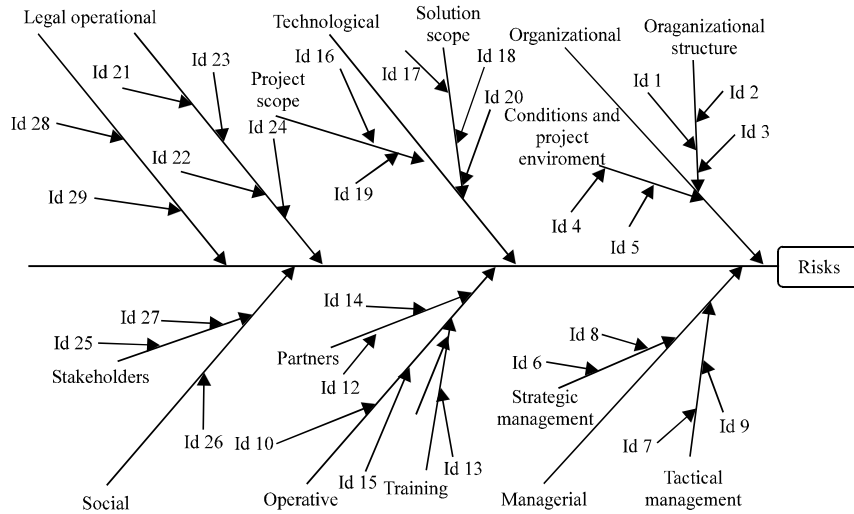 Legal operational
Technological
Solution
scope
Organizational
Oraganizational
structure
Id 21
Id 23
Id 16
Id 17
Id 18
Id 1
Id 2
Project
scope
Id 20
Id 28
Id 24
Conditions and
project
enviroment
Id 3
Id 22
Id 29
Id 19
Id 4
Id 5
Risks
Id 27
Id 25
Stakeholders
Id 14
Partners
Id 12
Id 8
Id 6
Strategic
management
Id 26
Id 10
Id 15
Id 13
Id 7
Id 9
Social
Operative
Training
Managerial
Tactical
management